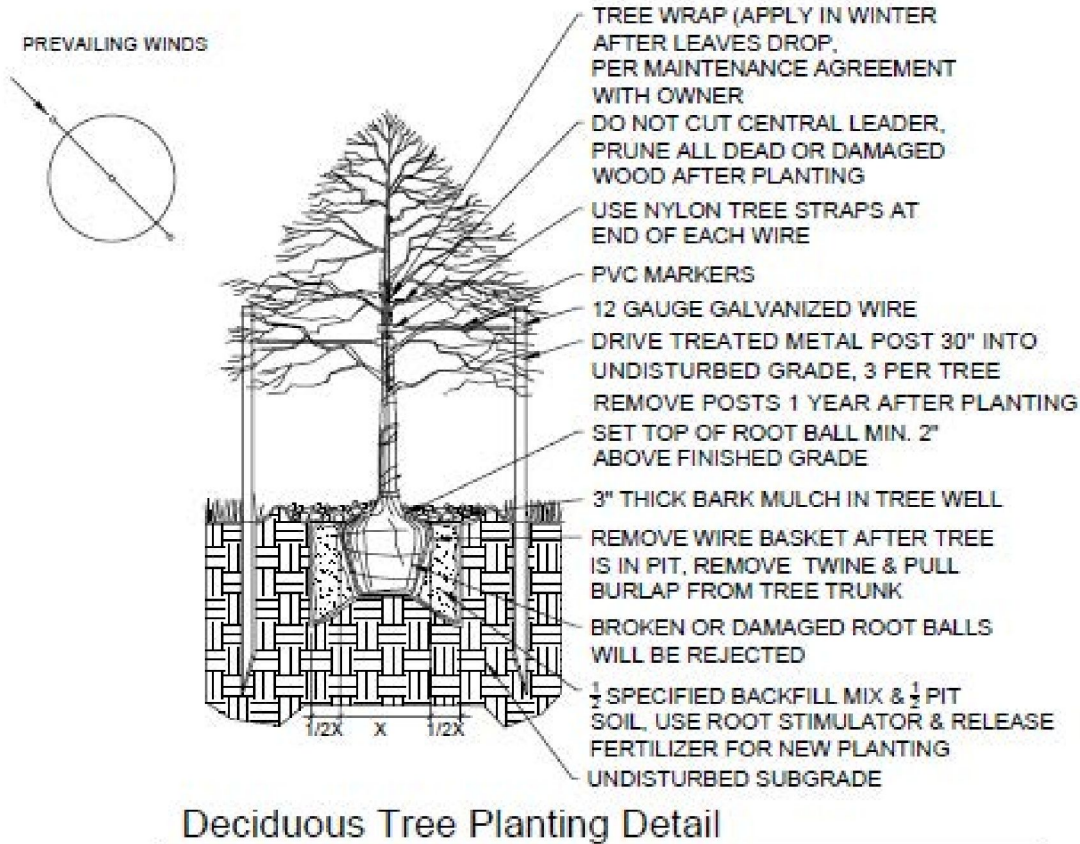 PREVAILING WINDS
TREE WRAP (APPLY IN WINTER
AFTER LEAVES DROP,
PER MAINTENANCE AGREEMENT
WITH OWNER
DO NOT CUT CENTRAL LEADER,
PRUNE ALL DEAD OR DAMAGED
WOOD AFTER PLANTING
USE NYLON TREE STRAPS AT
END OF EACH WIRE
PVC MARKERS
12 GAUGE GALVANIZED WIRE
DRIVE TREATED METAL POST 30" INTO
UNDISTURBED GRADE, 3 PER TREE
REMOVE POSTS 1 YEAR AFTER PLANTING
SET TOP OF ROOT BALL MIN. 2"
ABOVE FINISHED GRADE
3" THICK BARK MULCH IN TREE WELL
REMOVE WIRE BASKET AFTER TREE
IS IN PIT, REMOVE TWINE & PULL
BURLAP FROM TREE TRUNK
BROKEN OR DAMAGED ROOT BALLS
WILL BE REJECTED
½ SPECIFIED BACKFILL MIX & ½ PIT
SOIL, USE ROOT STIMULATOR & RELEASE
FERTILIZER FOR NEW PLANTING
UNDISTURBED SUBGRADE
1/2X X 1/2X
Deciduous Tree Planting Detail